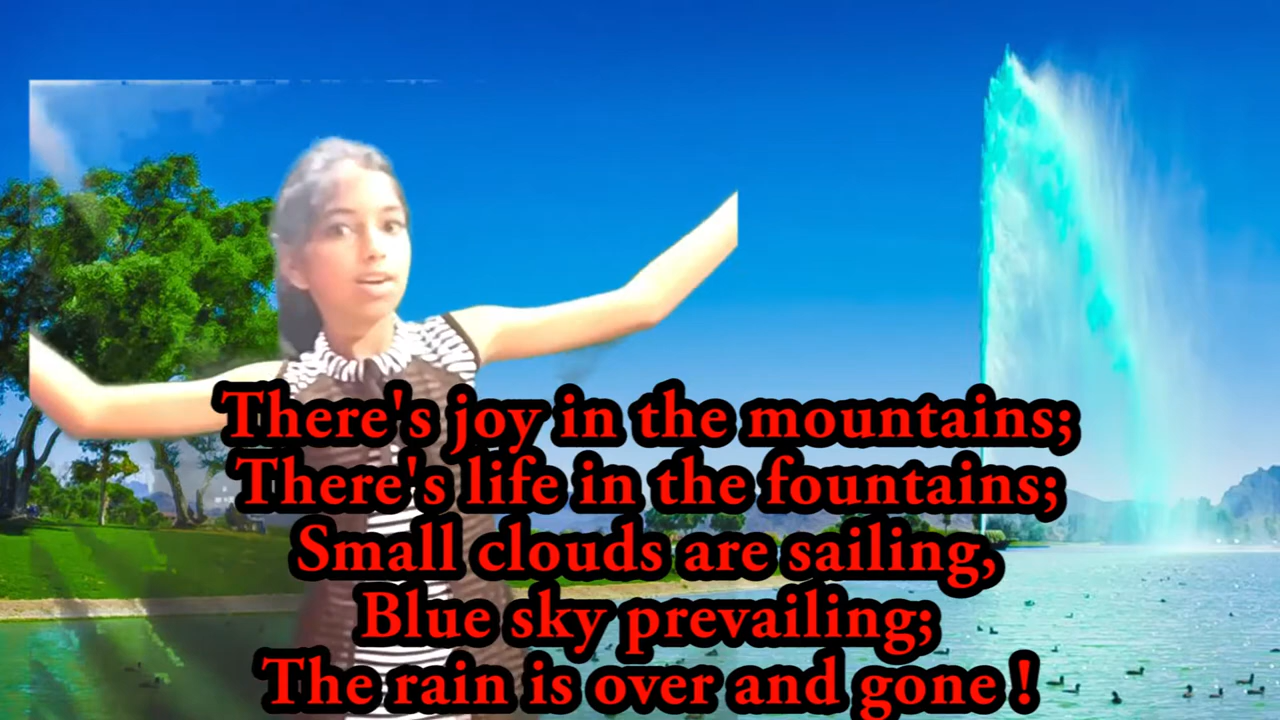 There's joy in the mountains;
There's life in the fountains;
Small clouds are sailing,
Blue sky prevailing;
The rain is over and gone !